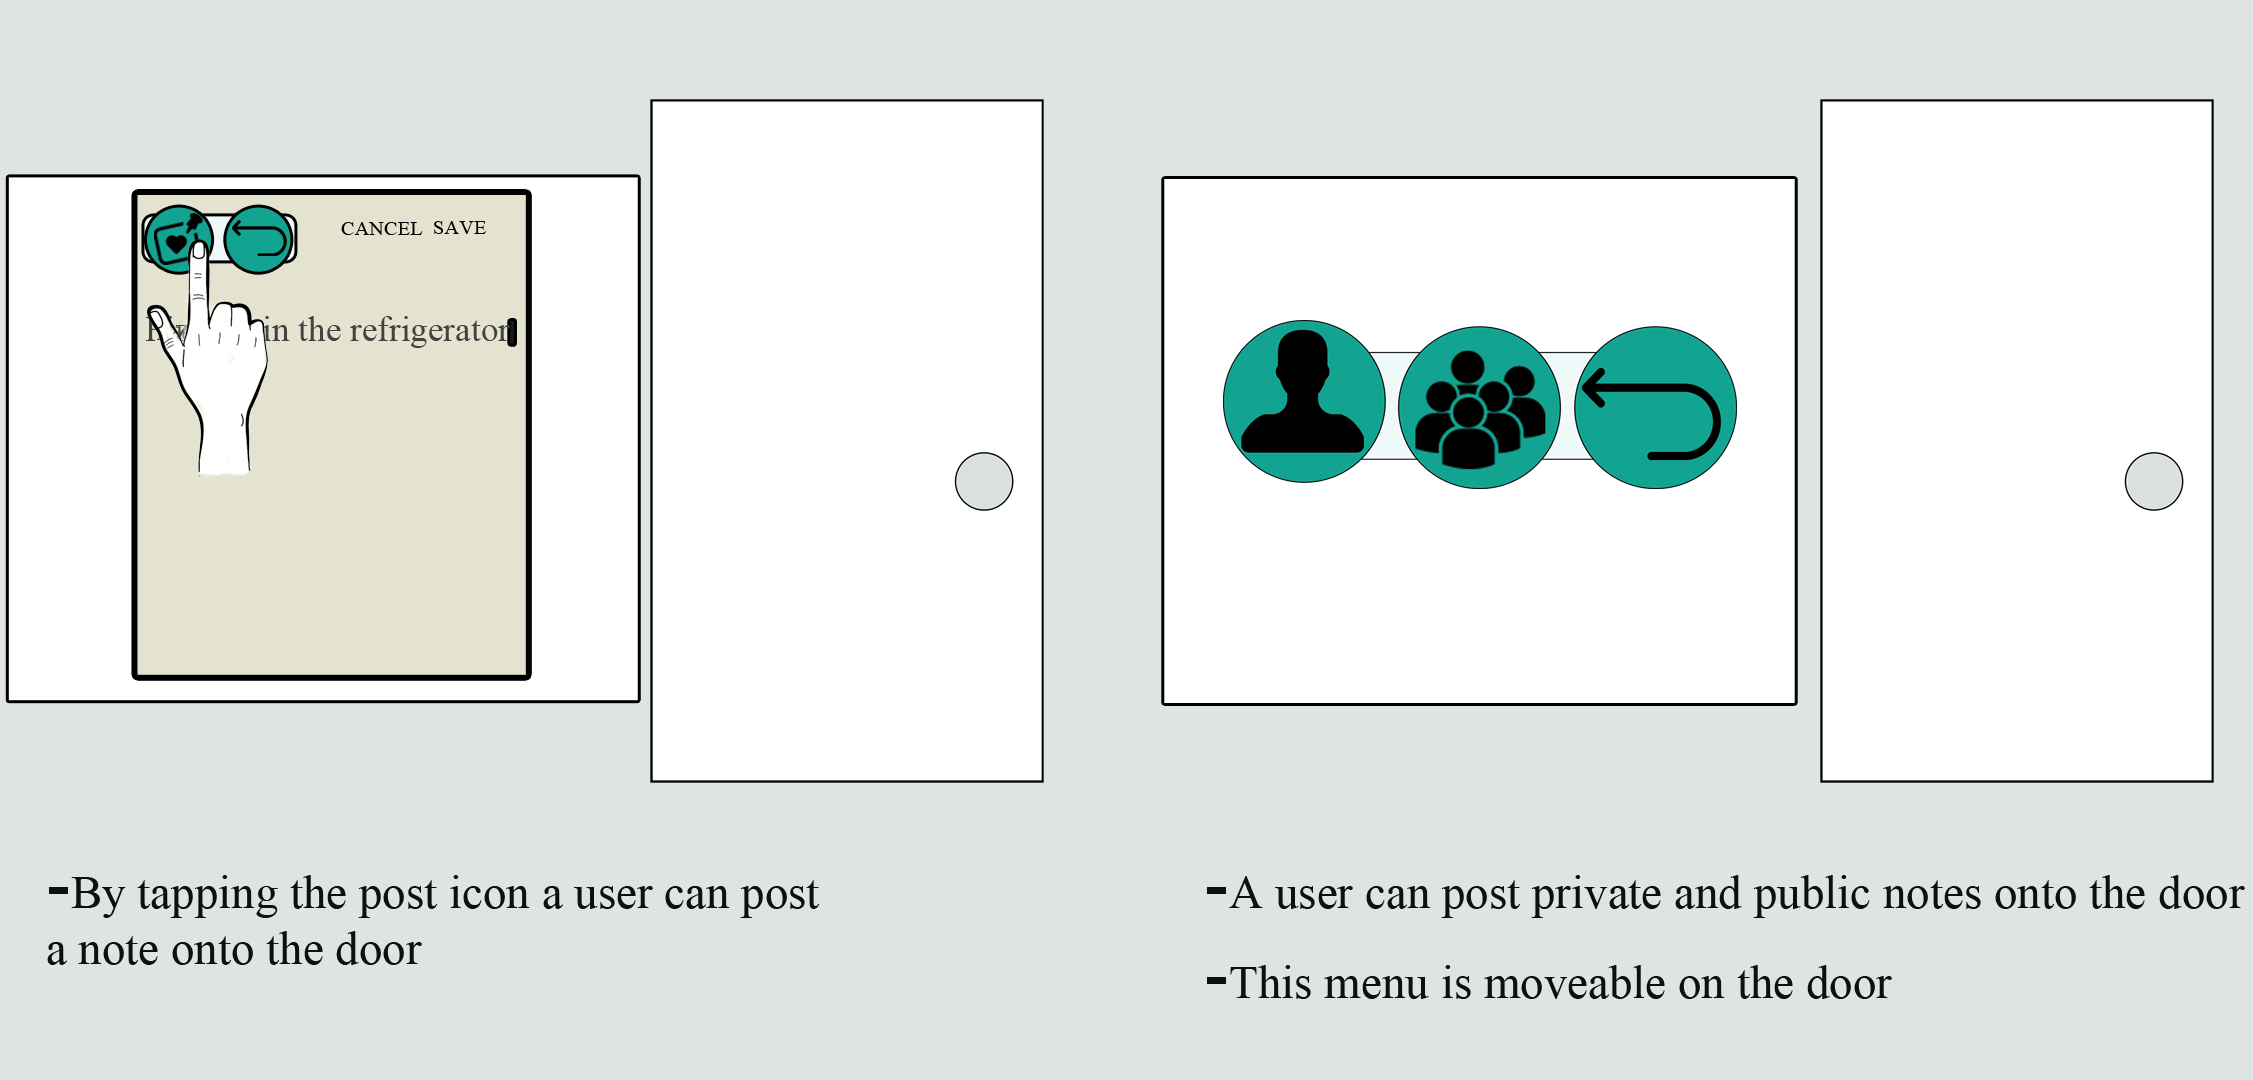 CANCEL SAVE
in the refrigerator
-By tapping the post icon a user can post
a note onto the door
-A user can post private and public notes onto the door
-This menu is moveable on the door